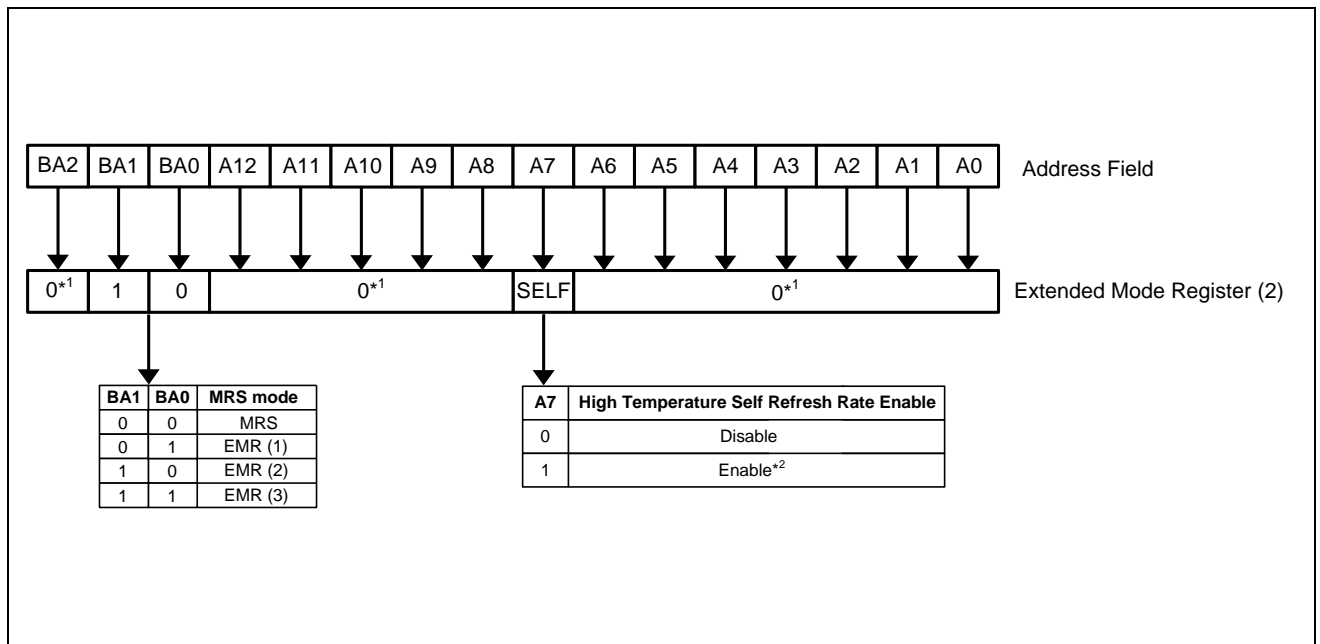 BA2 BA1 BA0 A12 A11 A10 A9 A8 A7 A6 A5 A4 A3 A2 A1 A0 Address Field
0*1 1 0 0*1 SELF 0*1 Extended Mode Register (2)
BA1 BA0 MRS mode
0 0 MRS
0 1 EMR (1)
1 0 EMR (2)
1 1 EMR (3)
A7 High Temperature Self Refresh Rate Enable
0 Disable
1 Enable*2